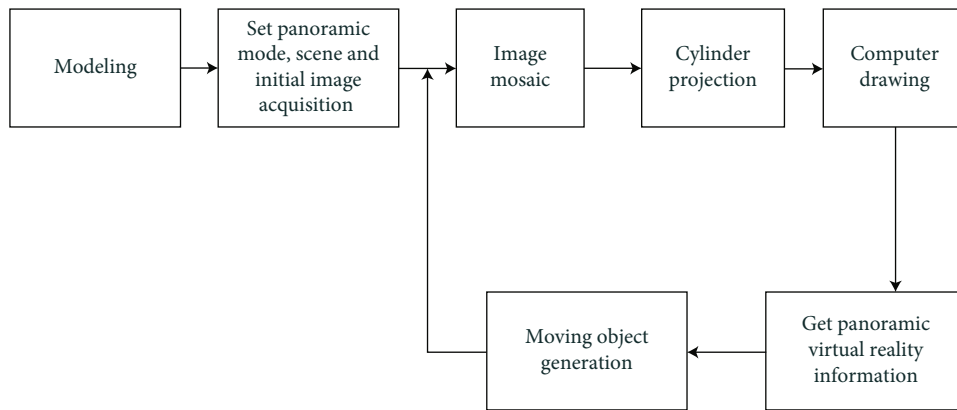 Modeling
Set panoramic
mode, scene and
initial image
acquisition
Image
mosaic
Cylinder
projection
Computer
drawing
Moving object
generation
Get panoramic
virtual reality
information